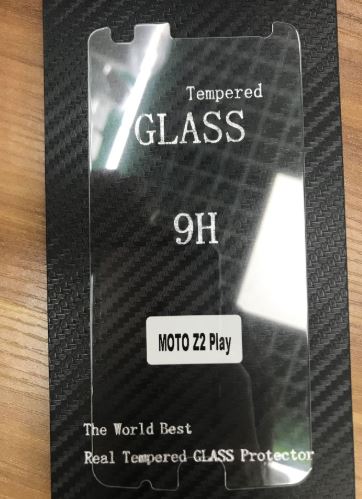 Tempered
GLASS
9H
MOTO Z2 Play
The World Best
Real Tempered GLASS Protector